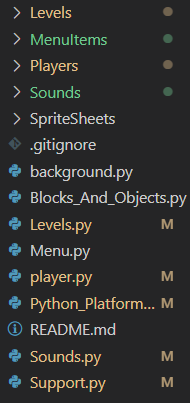 Levels
MenuItems
Players
Sounds
SpriteSheets
.gitignore
background.py
Blocks_And_Objects.py
Levels.py M
Menu.py
player.py M
Python_Platform... M
README.md
Sounds.py M
Support.py M